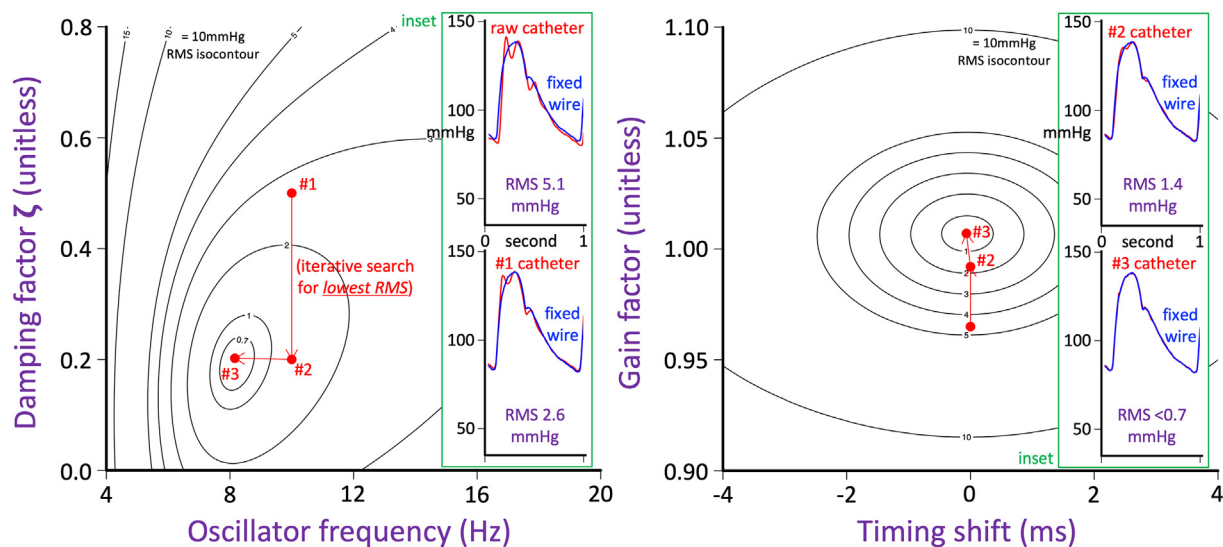 Damping factor ζ (unitless)
0.8
0.6
0.4
0.2
0.0
15
10
= 10mmHg
RMS isocontour
5
4
3
2
1
0.7
#1
(iterative search
for lowest RMS)
#2
#3
4
8
12
16
20
Oscillator frequency (Hz)
inset
150
raw catheter
fixed
wire
100
mmHg
50
RMS 5.1
mmHg
0 second 1
150
#1 catheter
fixed
wire
100
50
RMS 2.6
mmHg
Gain factor (unitless)
1.10
1.05
1.00
0.95
0.90
10
= 10mmHg
RMS isocontour
#3
1
#2
2
3
4
5
10
-4
-2
0
2
4
Timing shift (ms)
inset
150
#2 catheter
fixed
wire
100
mmHg
50
RMS 1.4
mmHg
0 second 1
150
#3 catheter
fixed
wire
100
50
RMS <0.7
mmHg